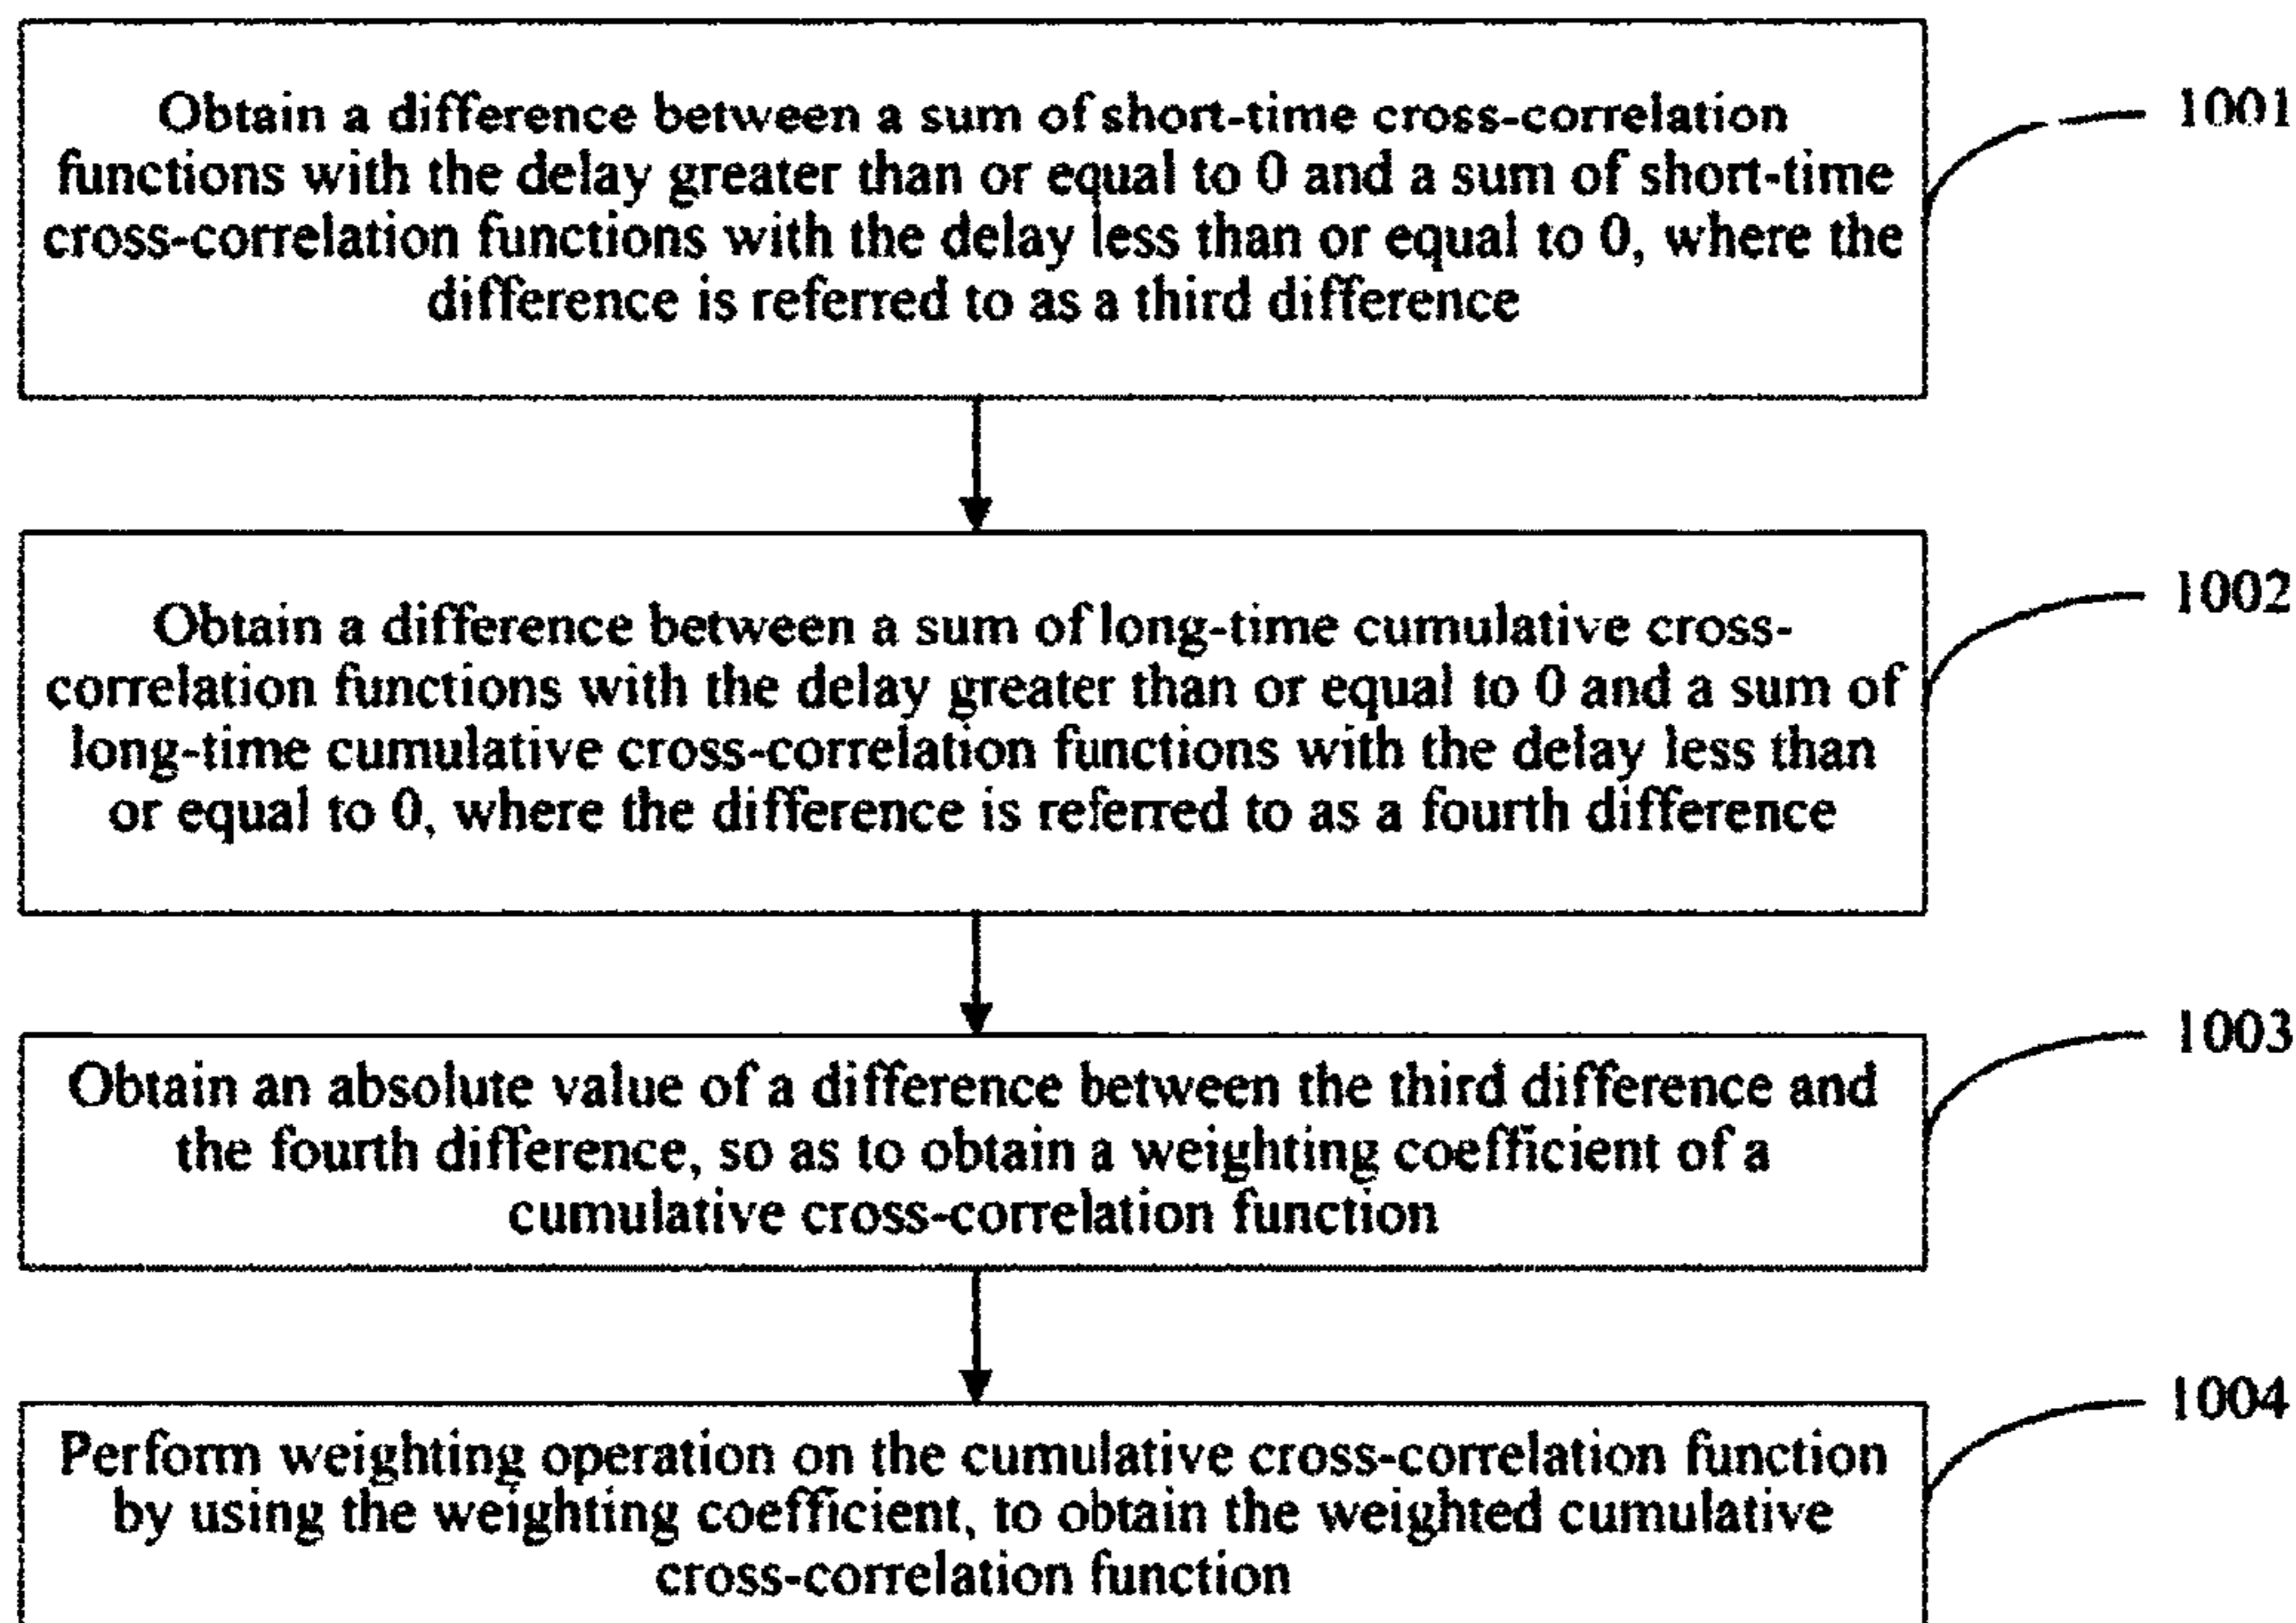 Obtain a difference between a sum of short-time cross-correlation
functions with the delay greater than or equal to 0 and a sum of short-time
cross-correlation functions with the delay less than or equal to 0, where the
difference is referred to as a third difference
1001
Obtain a difference between a sum of long-time cumulative cross-
correlation functions with the delay greater than or equal to 0 and a sum of
long-time cumulative cross-correlation functions with the delay less than
or equal to 0, where the difference is referred to as a fourth difference
1002
Obtain an absolute value of a difference between the third difference and
the fourth difference, so as to obtain a weighting coefficient of a
cumulative cross-correlation function
1003
Perform weighting operation on the cumulative cross-correlation function
by using the weighting coefficient, to obtain the weighted cumulative
cross-correlation function
1004